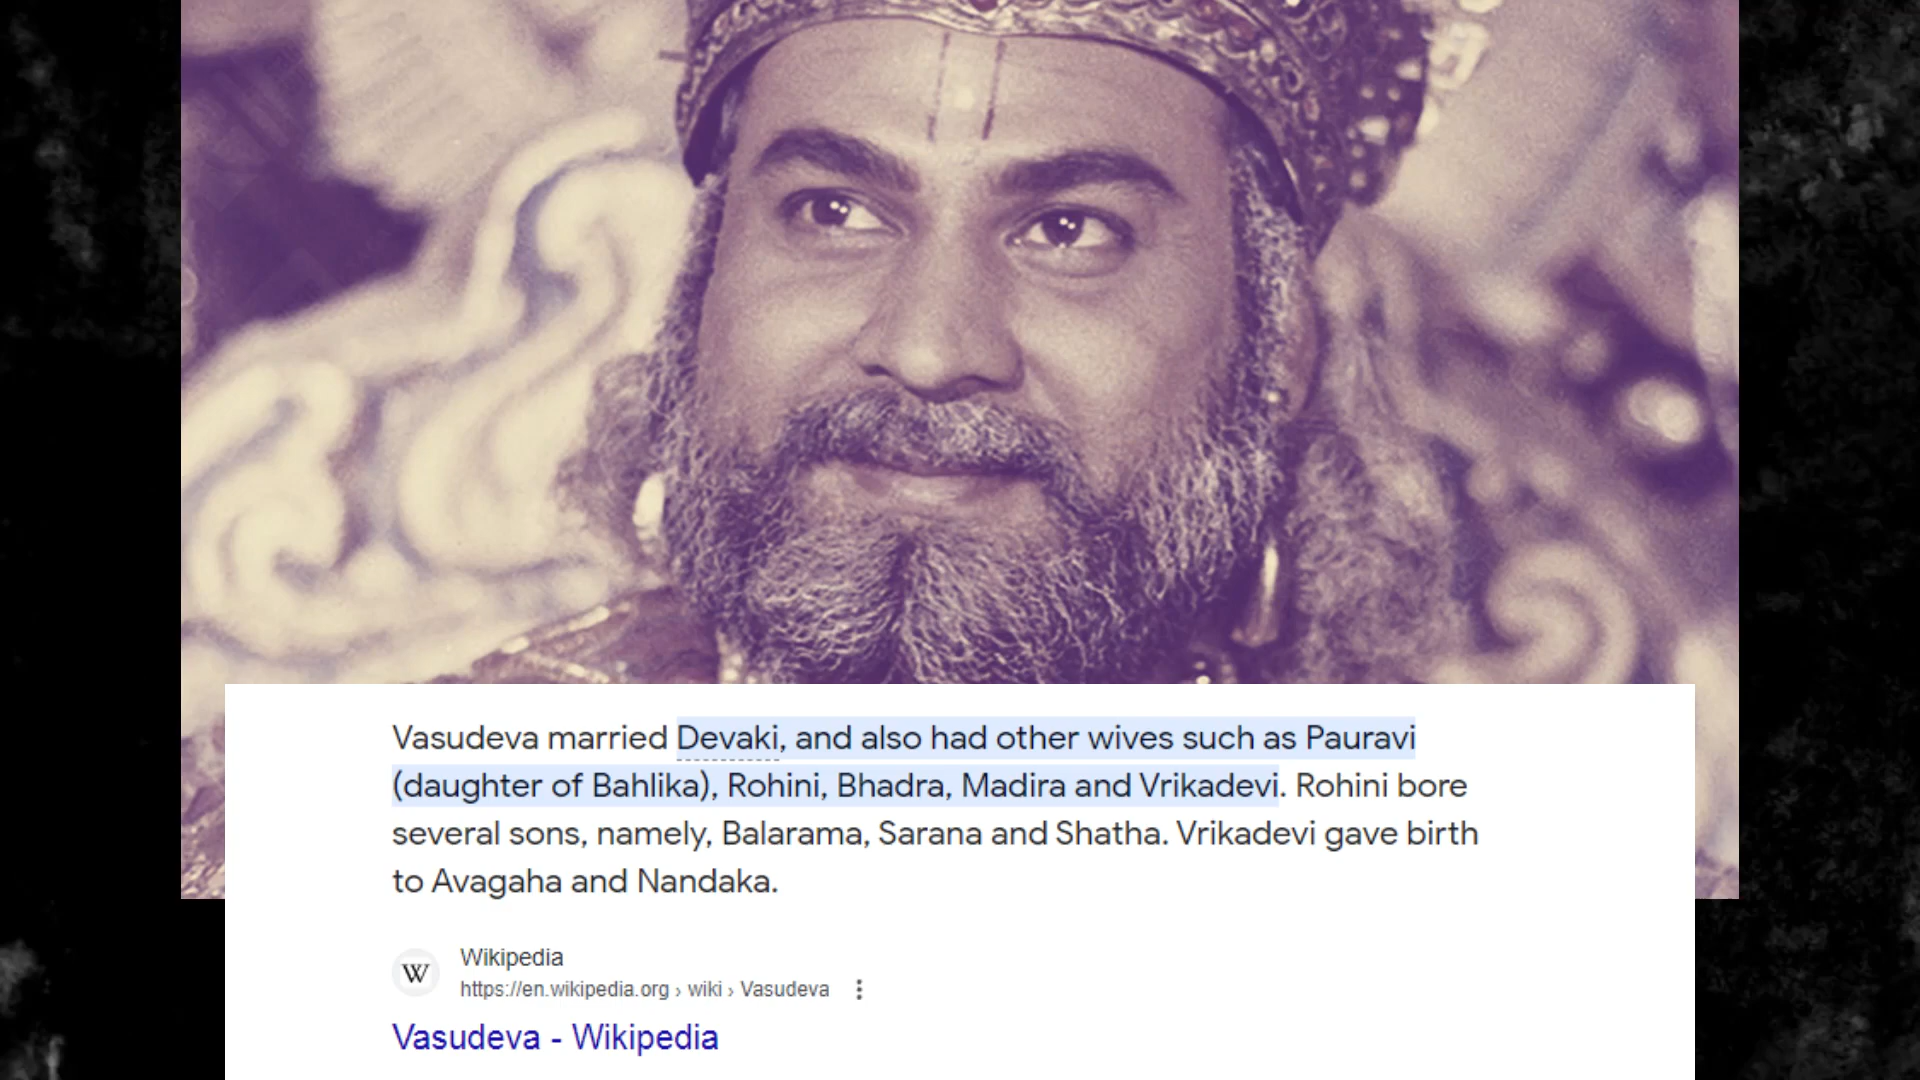 Vasudeva married Devaki, and also had other wives such as Pauravi
(daughter of Bahlika), Rohini, Bhadra, Madira and Vrikadevi. Rohini bore
several sons, namely, Balarama, Sarana and Shatha. Vrikadevi gave birth
to Avagaha and Nandaka.
W
Wikipedia
https://en.wikipedia.org › wiki › Vasudeva
Vasudeva - Wikipedia